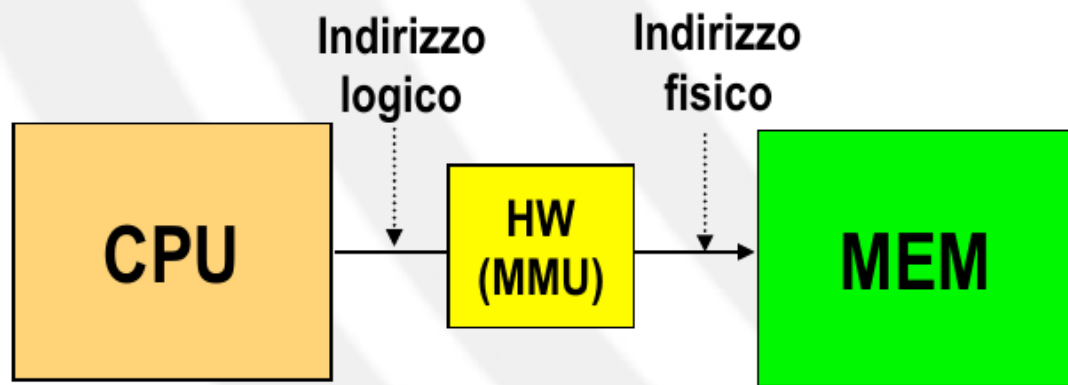 Indirizzo
logico
Indirizzo
fisico
CPU
HW
(MMU)
MEM